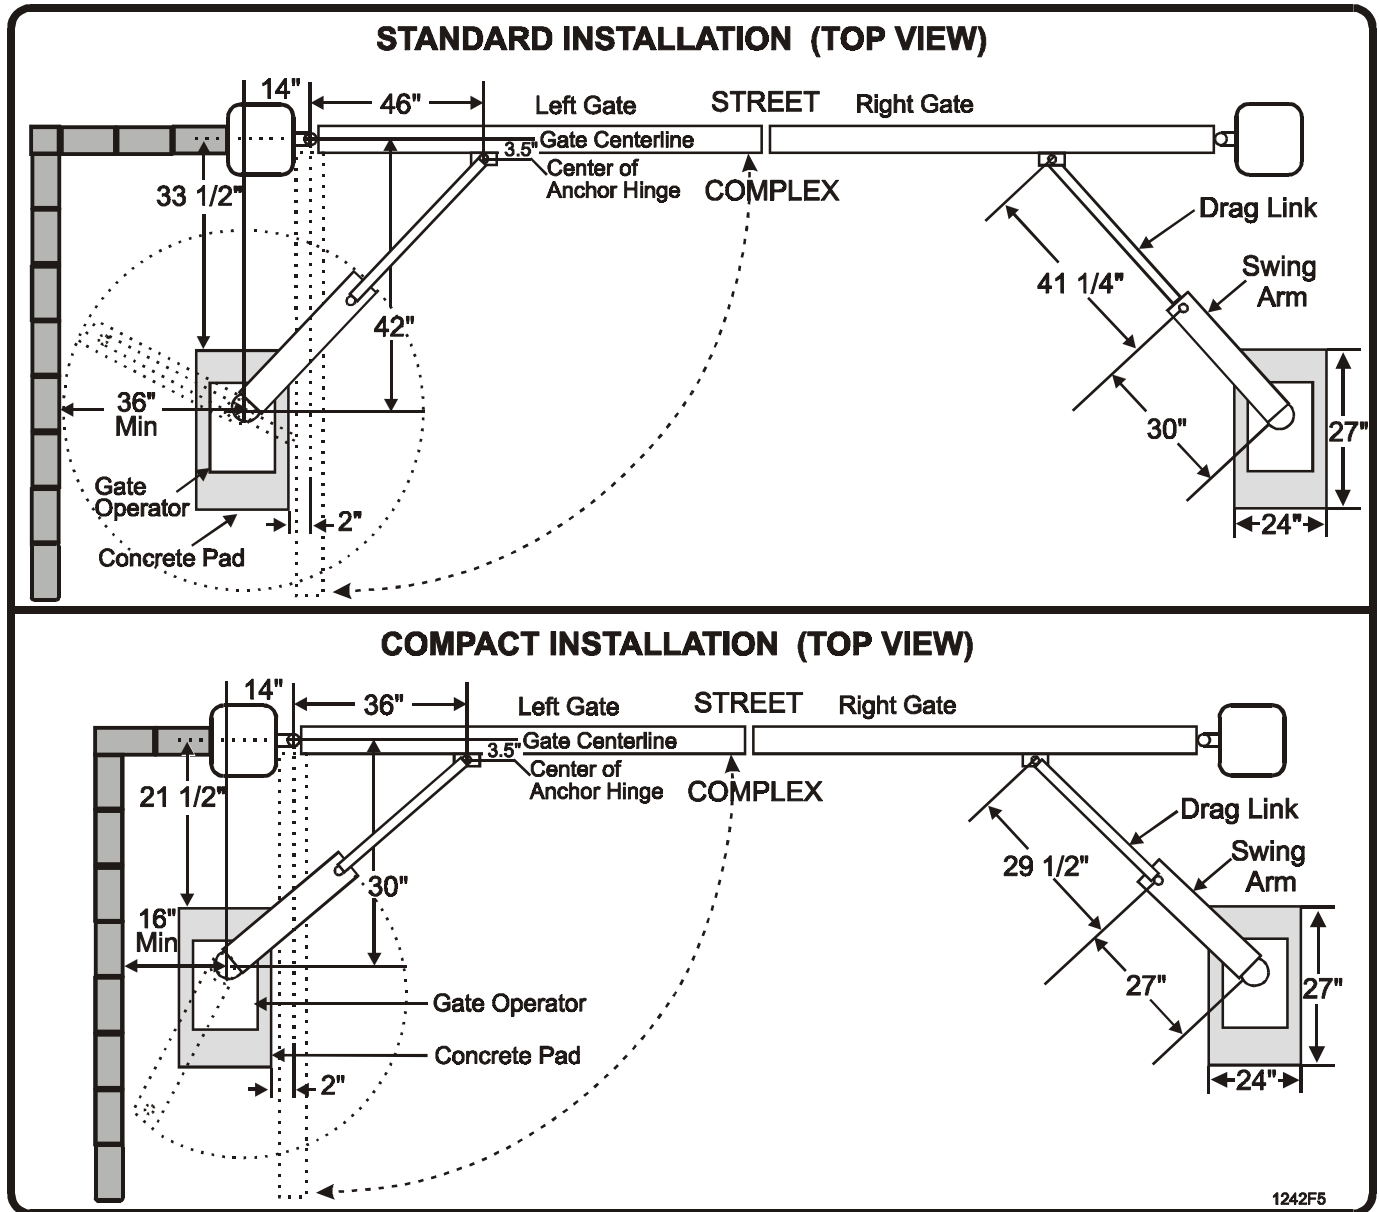 STANDARD INSTALLATION (TOP VIEW)
14"
46"
Left Gate
STREET
Right Gate
Gate Centerline
3.5"
Center of
Anchor Hinge
COMPLEX
33 1/2"
Drag Link
Swing
Arm
41 1/4"
42"
36"
Min
30"
27"
Gate
Operator
2"
24"
Concrete Pad
COMPACT INSTALLATION (TOP VIEW)
14"
36"
Left Gate
STREET
Right Gate
Gate Centerline
3.5"
Center of
Anchor Hinge
COMPLEX
21 1/2"
Drag Link
Swing
Arm
29 1/2"
30"
16"
Min
27"
27"
Gate Operator
Concrete Pad
2"
24"
1242F5